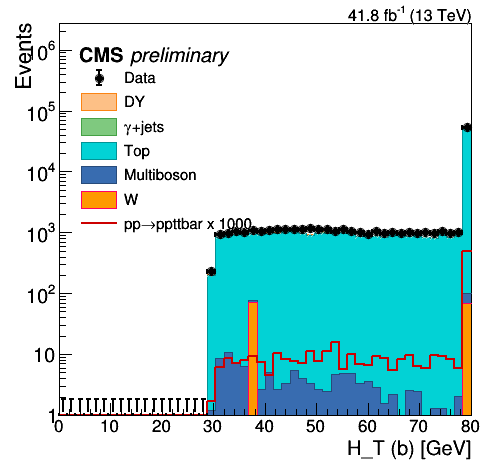 41.8 fb⁻¹ (13 TeV)
Events
CMS preliminary
Data
DY
γ+jets
Top
Multiboson
W
pp→ppttbar x 1000
10⁶
10⁵
10⁴
10³
10²
10
1
0 10 20 30 40 50 60 70 80
H_T (b) [GeV]